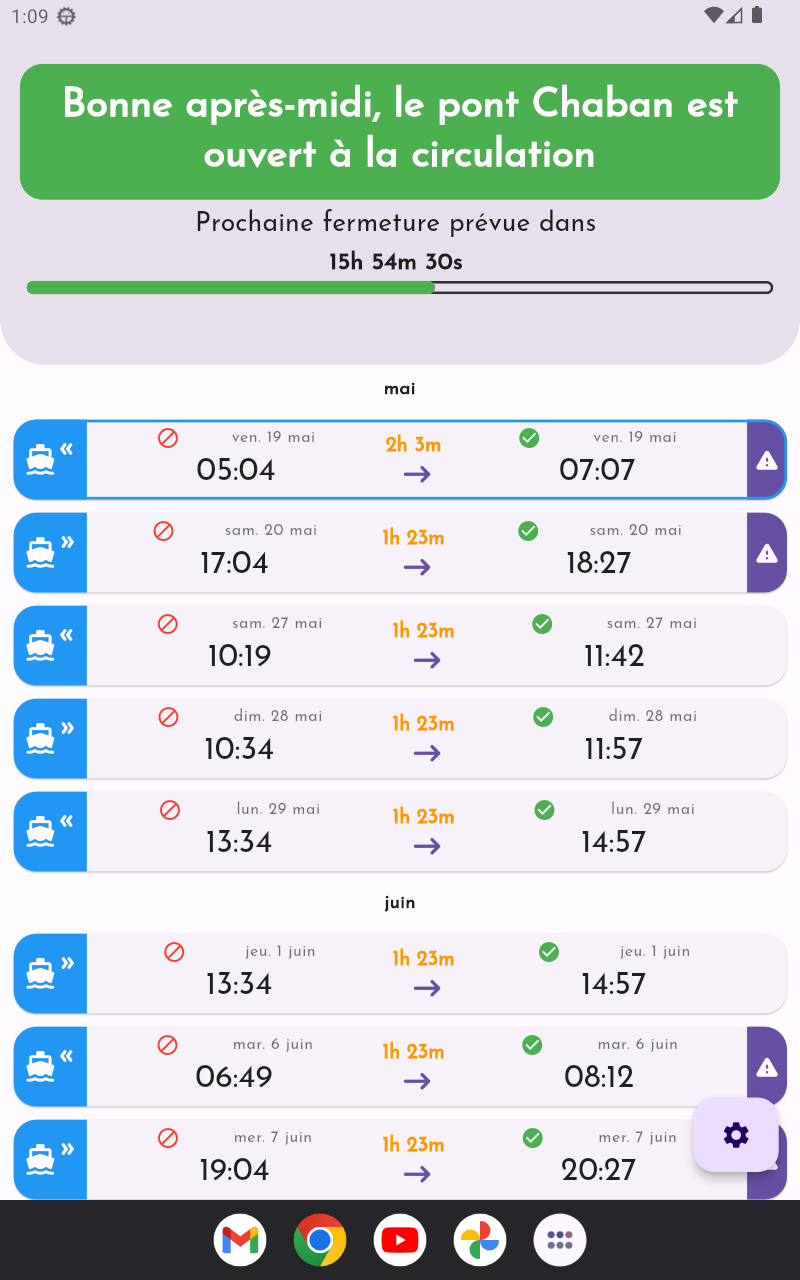 1:09
Bonne après-midi, le pont Chaban est
ouvert à la circulation
Prochaine fermeture prévue dans
15h 54m 30s
mai
ven. 19 mai
05:04
2h 3m
ven. 19 mai
07:07
sam. 20 mai
17:04
1h 23m
sam. 20 mai
18:27
sam. 27 mai
10:19
1h 23m
sam. 27 mai
11:42
dim. 28 mai
10:34
1h 23m
dim. 28 mai
11:57
lun. 29 mai
13:34
1h 23m
lun. 29 mai
14:57
juin
jeu. 1 juin
13:34
1h 23m
jeu. 1 juin
14:57
mar. 6 juin
06:49
1h 23m
mar. 6 juin
08:12
mer. 7 juin
19:04
1h 23m
mer. 7 juin
20:27